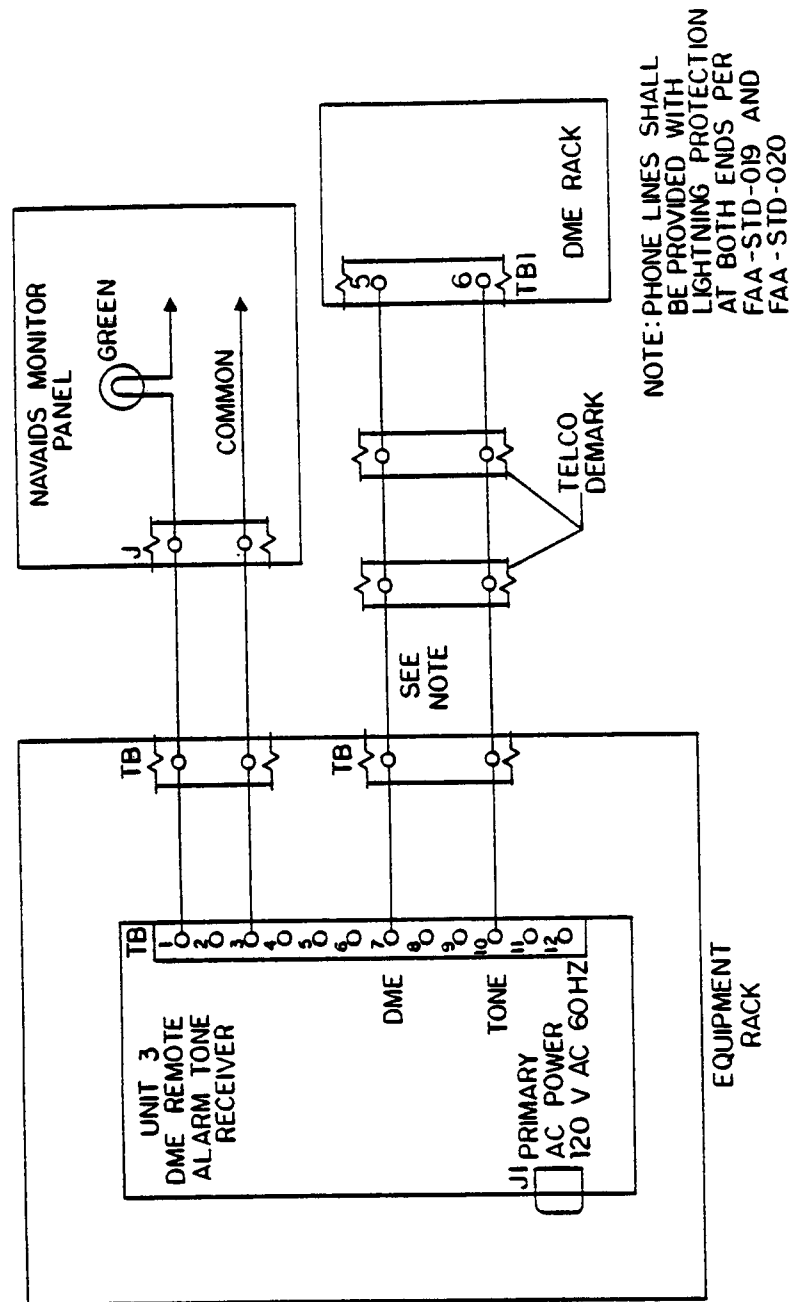 NAVAIDS MONITOR
PANEL
GREEN
COMMON
J
DME RACK
5
6
TB1
TELCO
DEMARK
SEE
NOTE
TB
TB
UNIT 3
DME REMOTE
ALARM TONE
RECEIVER
TB
1
2
3
4
5
6
7
8
9
10
11
12
DME
TONE
J1
PRIMARY
AC POWER
120 V AC 60HZ
EQUIPMENT
RACK
NOTE: PHONE LINES SHALL
BE PROVIDED WITH
LIGHTNING PROTECTION
AT BOTH ENDS PER
FAA-STD-019 AND
FAA-STD-020